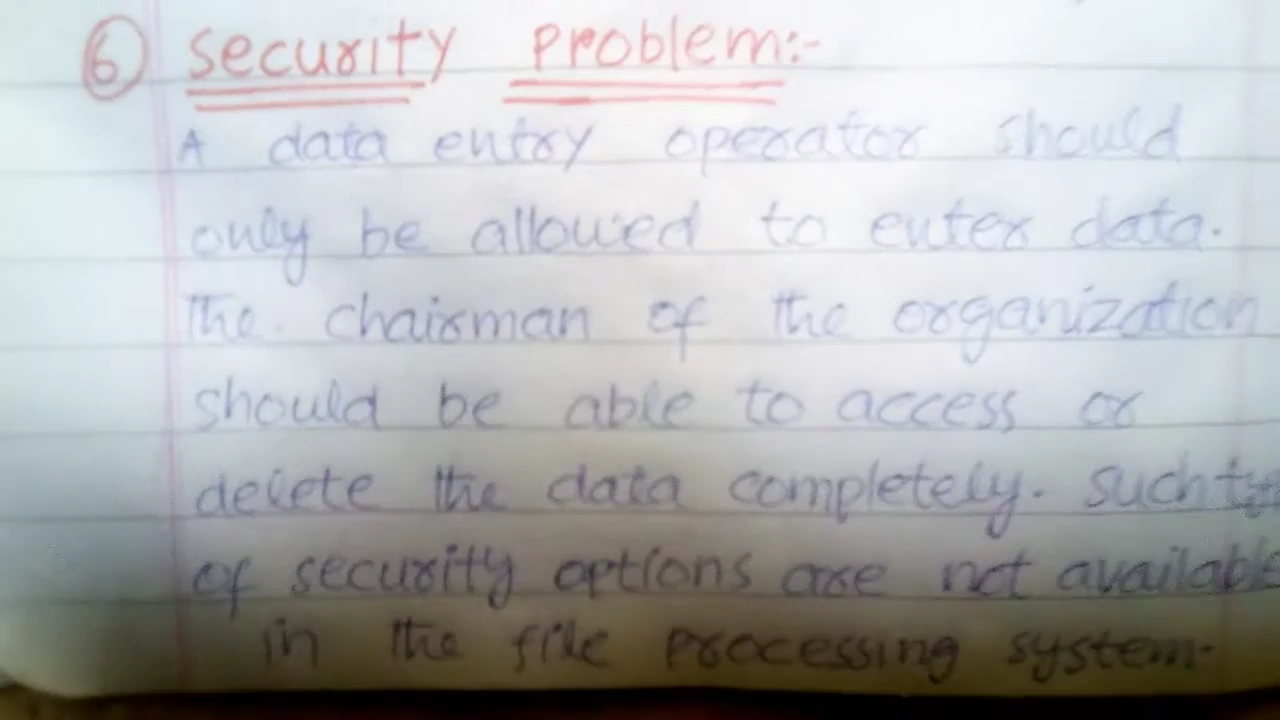 6 security problem:-
A data entry operator should
only be allowed to enter data.
The chairman of the organization
should be able to access or
delete the data completely. such
of security options are not available
in the file processing system.